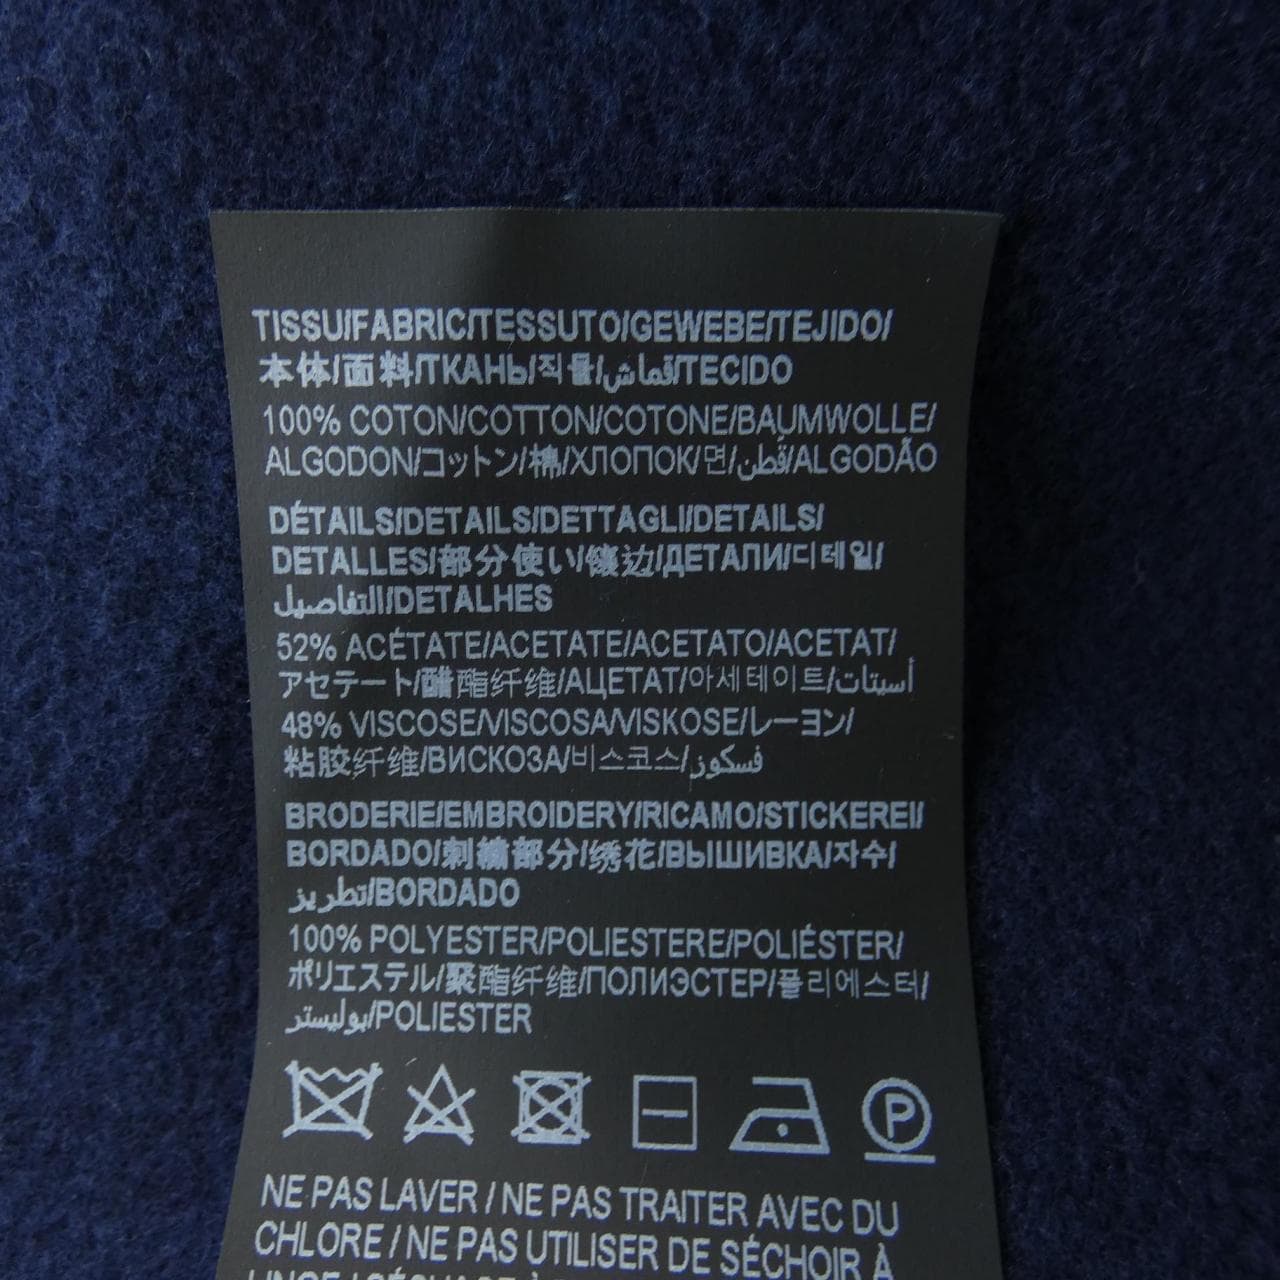 TISSU/FABRIC/TESSUTO/GEWEBE/TEJIDO/
本体/面料/ТКАНЬ/직물/قماش/TECIDO
100% COTON/COTTON/COTONE/BAUMWOLLE/
ALGODON/コットン/棉/ХЛОПОК/면/قطن/ALGODÃO
DÉTAILS/DETAILS/DETTAGLI/DETAILS/
DETALLES/部分使い/镶边/ДЕТАЛИ/디테일/
التفاصيل/DETALHES
52% ACÉTATE/ACETATE/ACETATO/ACETAT/
アセテート/醋酯纤维/АЦЕТАТ/아세테이트/أسيتات
48% VISCOSE/VISCOSA/VISKOSE/レーヨン/
粘胶纤维/ВИСКОЗА/비스코스/فسكوز
BRODERIE/EMBROIDERY/RICAMO/STICKEREI/
BORDADO/刺繍部分/绣花/ВЫШИВКА/자수/
تطريز/BORDADO
100% POLYESTER/POLIESTERE/POLIÉSTER/
ポリエステル/聚酯纤维/ПОЛИЭСТЕР/폴리에스터/
بوليستر/POLIESTER
P
NE PAS LAVER / NE PAS TRAITER AVEC DU
CHLORE / NE PAS UTILISER DE SÉCHOIR À